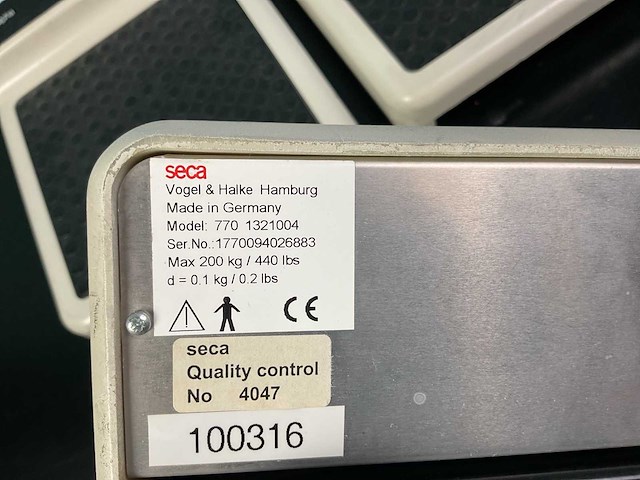 seca
Vogel & Halke Hamburg
Made in Germany
Model: 770 1321004
Ser.No.:1770094026883
Max 200 kg / 440 lbs
d = 0.1 kg / 0.2 lbs
CE
seca
Quality control
No 4047
100316